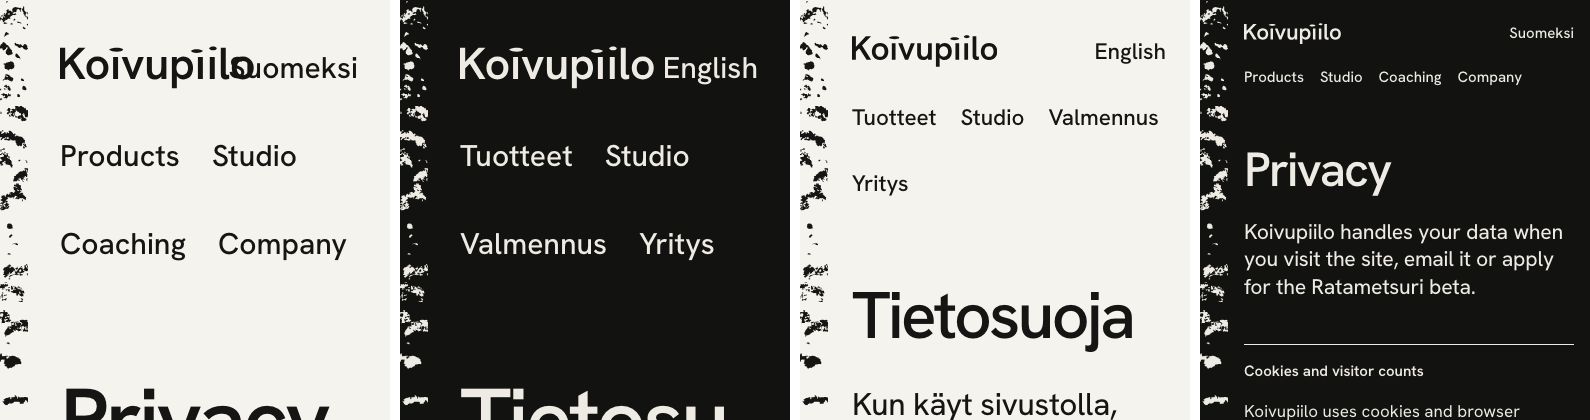 Koivupiilo Suomeksi
Products Studio
Coaching Company
Privacy
Koivupiilo English
Tuotteet Studio
Valmennus Yritys
Tietosu
Koivupiilo English
Tuotteet Studio Valmennus
Yritys
Tietosuoja
Kun käyt sivustolla,
Koivupiilo Suomeksi
Products Studio Coaching Company
Privacy
Koivupiilo handles your data when
you visit the site, email it or apply
for the Ratametsuri beta.
Cookies and visitor counts
Koivupiilo uses cookies and browser